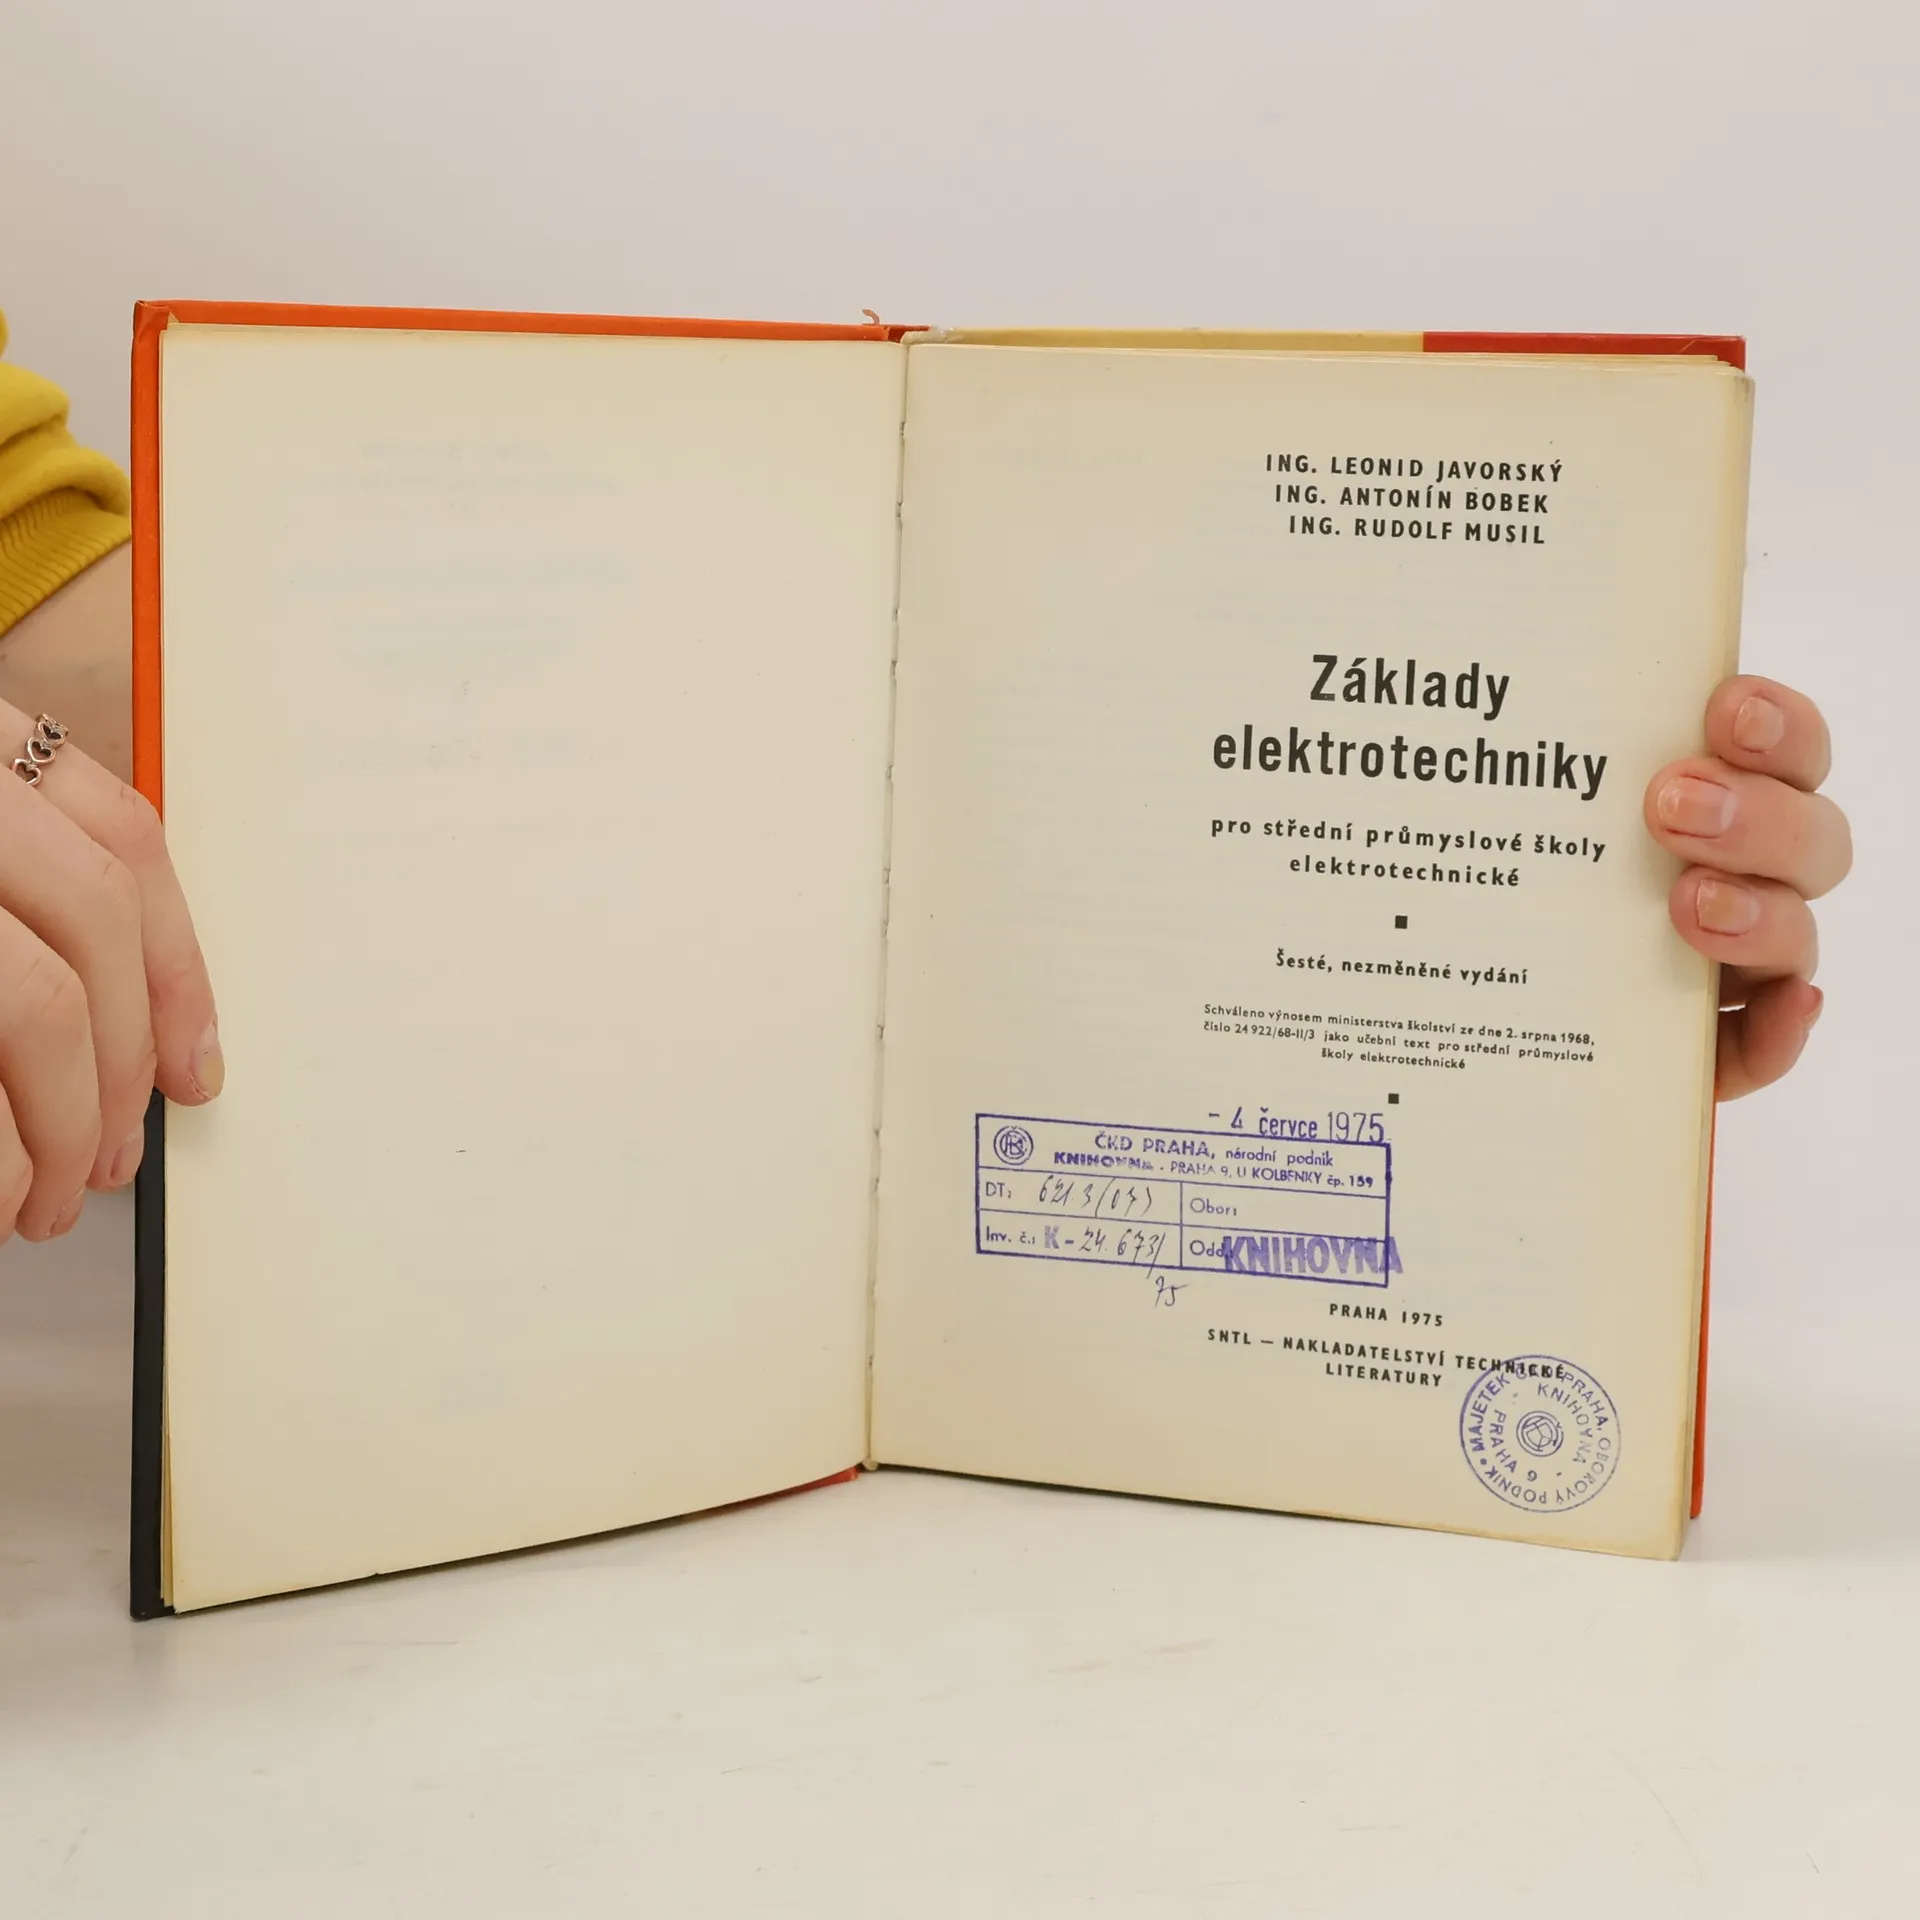 ING. LEONID JAVORSKÝ
ING. ANTONÍN BOBEK
ING. RUDOLF MUSIL
Základy
elektrotechniky
pro střední průmyslové školy
elektrotechnické
Šesté, nezměněné vydání
Schváleno výnosem ministerstva školství ze dne 2. srpna 1968,
číslo 24 922/68-II/3 jako učební text pro střední průmyslové
školy elektrotechnické
- 4 července 1975
ČKD PRAHA, národní podnik
KNIHOVNA - PRAHA 9, U KOLBENKY čp. 159
DT: 621.3(07)
Obor:
Inv. č.: K - 24.673/
75
Odd. KNIHOVNA
PRAHA 1975
SNTL — NAKLADATELSTVÍ TECHNICKÉ
LITERATURY
MAJETEK ČKD PRAHA, OBOROVÝ PODNIK
KNIHOVNA
PRAHA 9